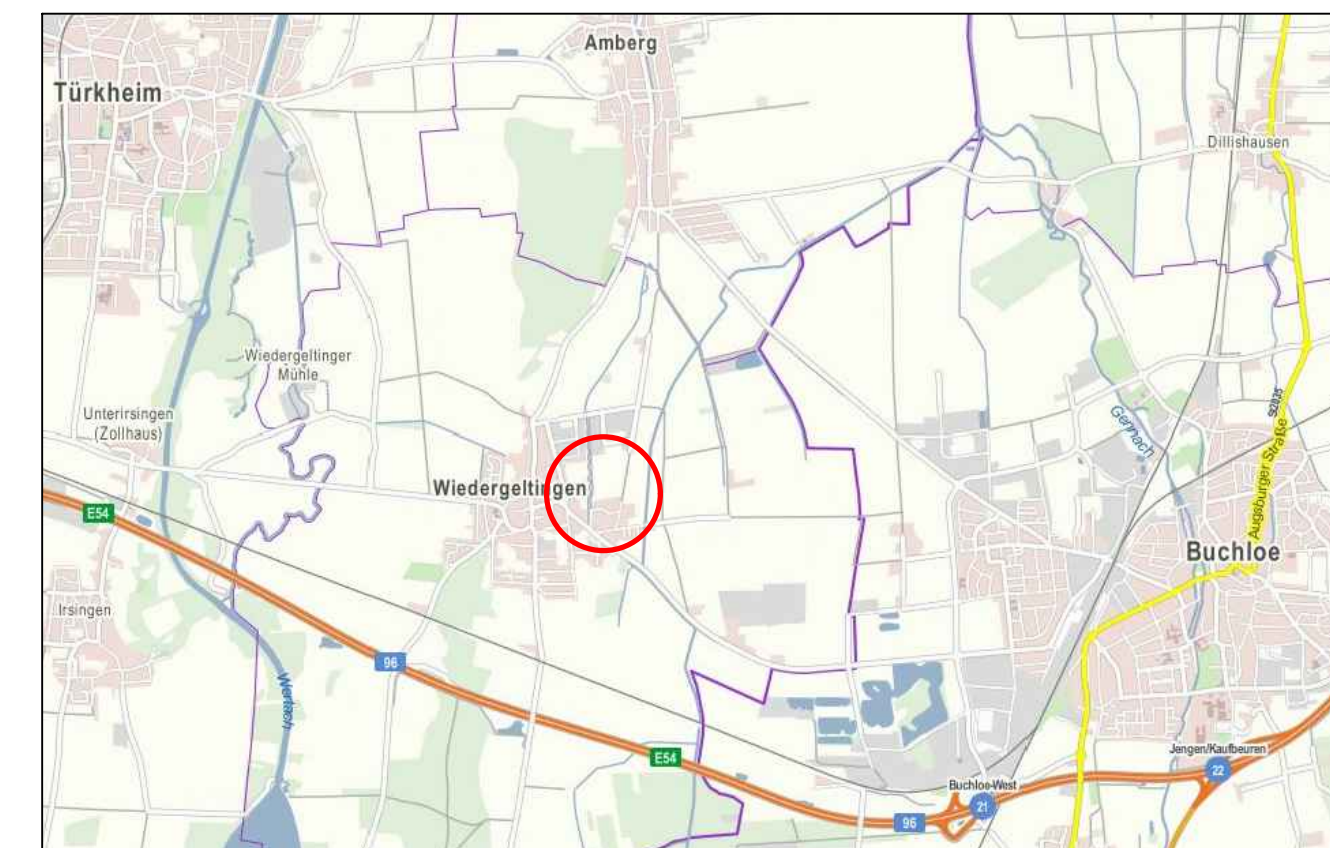 Amberg
Türkheim
Dillishausen
Wiedergeltinger
Mühle
Unterirsingen
(Zollhaus)
Gennach
St2035
Augsburger Straße
Wiedergeltingen
E54
Buchloe
Irsingen
96
Wertach
E54
Jengen/Kaufbeuren
22
Buchloe-West
21
96